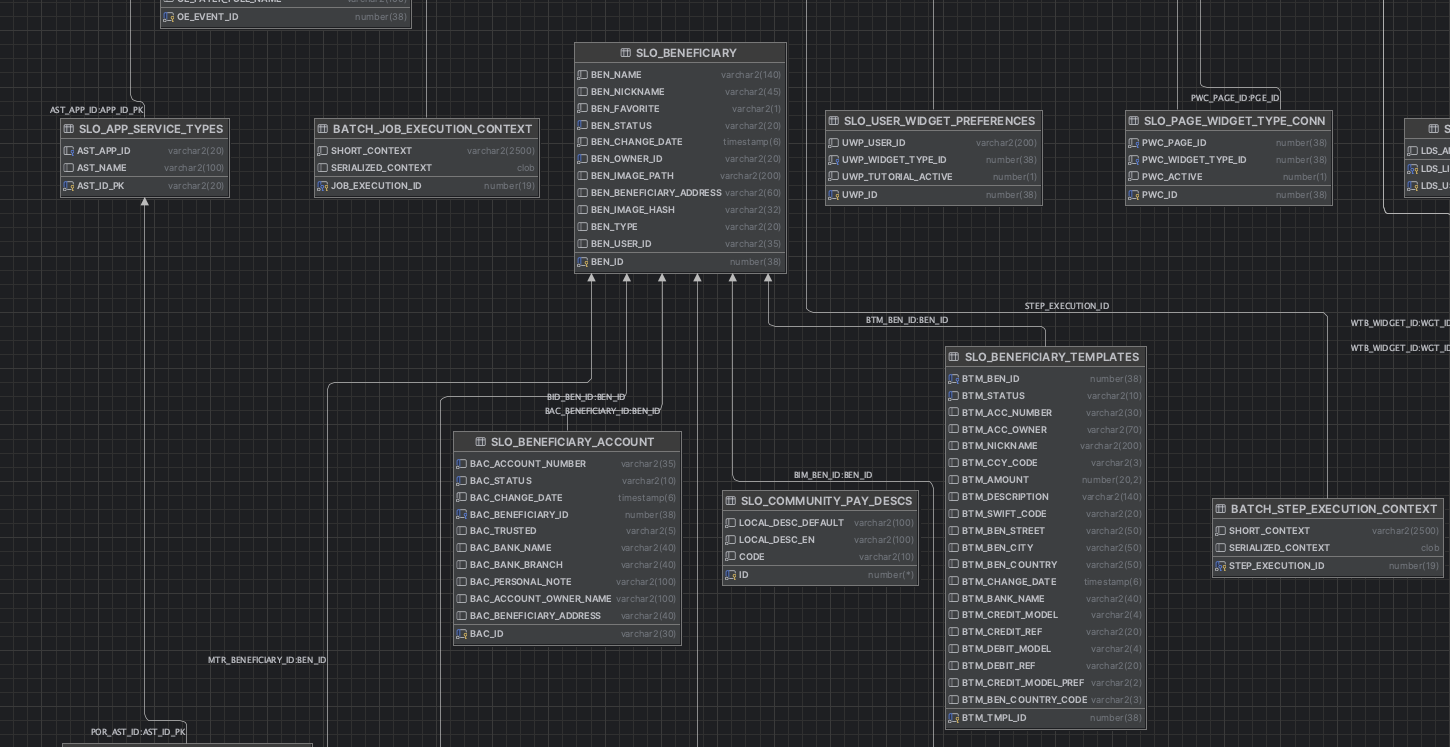 OE_EVENT_ID number(38)
AST_APP_ID:APP_ID_PK
SLO_APP_SERVICE_TYPES
AST_APP_ID varchar2(20)
AST_NAME varchar2(100)
AST_ID_PK varchar2(20)
BATCH_JOB_EXECUTION_CONTEXT
SHORT_CONTEXT varchar2(2500)
SERIALIZED_CONTEXT clob
JOB_EXECUTION_ID number(19)
SLO_BENEFICIARY
BEN_NAME varchar2(140)
BEN_NICKNAME varchar2(45)
BEN_FAVORITE varchar2(1)
BEN_STATUS varchar2(20)
BEN_CHANGE_DATE timestamp(6)
BEN_OWNER_ID varchar2(20)
BEN_IMAGE_PATH varchar2(200)
BEN_BENEFICIARY_ADDRESS varchar2(60)
BEN_IMAGE_HASH varchar2(32)
BEN_TYPE varchar2(20)
BEN_USER_ID varchar2(35)
BEN_ID number(38)
SLO_USER_WIDGET_PREFERENCES
UWP_USER_ID varchar2(200)
UWP_WIDGET_TYPE_ID number(38)
UWP_TUTORIAL_ACTIVE number(1)
UWP_ID number(38)
PWC_PAGE_ID:PGE_ID
SLO_PAGE_WIDGET_TYPE_CONN
PWC_PAGE_ID number(38)
PWC_WIDGET_TYPE_ID number(38)
PWC_ACTIVE number(1)
PWC_ID number(38)
STEP_EXECUTION_ID
BTM_BEN_ID:BEN_ID
WTB_WIDGET_ID:WGT_ID
WTB_WIDGET_ID:WGT_ID
SLO_BENEFICIARY_TEMPLATES
BTM_BEN_ID number(38)
BTM_STATUS varchar2(10)
BTM_ACC_NUMBER varchar2(30)
BTM_ACC_OWNER varchar2(70)
BTM_NICKNAME varchar2(200)
BTM_CCY_CODE varchar2(3)
BTM_AMOUNT number(20,2)
BTM_DESCRIPTION varchar2(140)
BTM_SWIFT_CODE varchar2(20)
BTM_BEN_STREET varchar2(50)
BTM_BEN_CITY varchar2(50)
BTM_BEN_COUNTRY varchar2(50)
BTM_CHANGE_DATE timestamp(6)
BTM_BANK_NAME varchar2(40)
BTM_CREDIT_MODEL varchar2(4)
BTM_CREDIT_REF varchar2(20)
BTM_DEBIT_MODEL varchar2(4)
BTM_DEBIT_REF varchar2(20)
BTM_CREDIT_MODEL_PREF varchar2(2)
BTM_BEN_COUNTRY_CODE varchar2(3)
BTM_TMPL_ID number(38)
BID_BEN_ID:BEN_ID
BAC_BENEFICIARY_ID:BEN_ID
SLO_BENEFICIARY_ACCOUNT
BAC_ACCOUNT_NUMBER varchar2(35)
BAC_STATUS varchar2(10)
BAC_CHANGE_DATE timestamp(6)
BAC_BENEFICIARY_ID number(38)
BAC_TRUSTED varchar2(5)
BAC_BANK_NAME varchar2(40)
BAC_BANK_BRANCH varchar2(40)
BAC_PERSONAL_NOTE varchar2(100)
BAC_ACCOUNT_OWNER_NAME varchar2(100)
BAC_BENEFICIARY_ADDRESS varchar2(40)
BAC_ID varchar2(30)
BIM_BEN_ID:BEN_ID
SLO_COMMUNITY_PAY_DESCS
LOCAL_DESC_DEFAULT varchar2(100)
LOCAL_DESC_EN varchar2(100)
CODE varchar2(10)
ID number(*)
BATCH_STEP_EXECUTION_CONTEXT
SHORT_CONTEXT varchar2(2500)
SERIALIZED_CONTEXT clob
STEP_EXECUTION_ID number(19)
MTR_BENEFICIARY_ID:BEN_ID
POR_AST_ID:AST_ID_PK